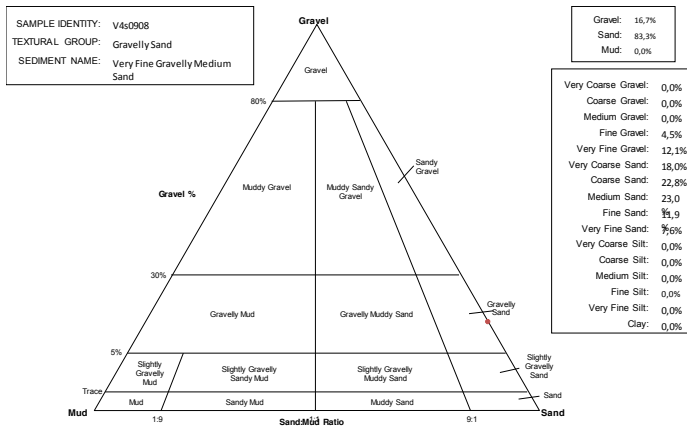 SAMPLE IDENTITY: V4s0908
TEXTURAL GROUP: Gravelly Sand
SEDIMENT NAME: Very Fine Gravelly Medium
Sand
Gravel: 16,7%
Sand: 83,3%
Mud: 0,0%
Very Coarse Gravel: 0,0%
Coarse Gravel: 0,0%
Medium Gravel: 0,0%
Fine Gravel: 4,5%
Very Fine Gravel: 12,1%
Very Coarse Sand: 18,0%
Coarse Sand: 22,8%
Medium Sand: 23,0
%
Fine Sand: 11,9
%
Very Fine Sand: 7,6%
Very Coarse Silt: 0,0%
Coarse Silt: 0,0%
Medium Silt: 0,0%
Fine Silt: 0,0%
Very Fine Silt: 0,0%
Clay: 0,0%
Gravel
Gravel
80%
Sandy
Gravel
Gravel %
Muddy Gravel
Muddy Sandy
Gravel
30%
Gravelly Mud
Gravelly Muddy Sand
Gravelly
Sand
5%
Slightly
Gravelly
Mud
Slightly Gravelly
Sandy Mud
Slightly Gravelly
Muddy Sand
Slightly
Gravelly
Sand
Trace
Mud
Sandy Mud
Muddy Sand
Sand
Mud
Sand
1:9
1:1
9:1
Sand:Mud Ratio